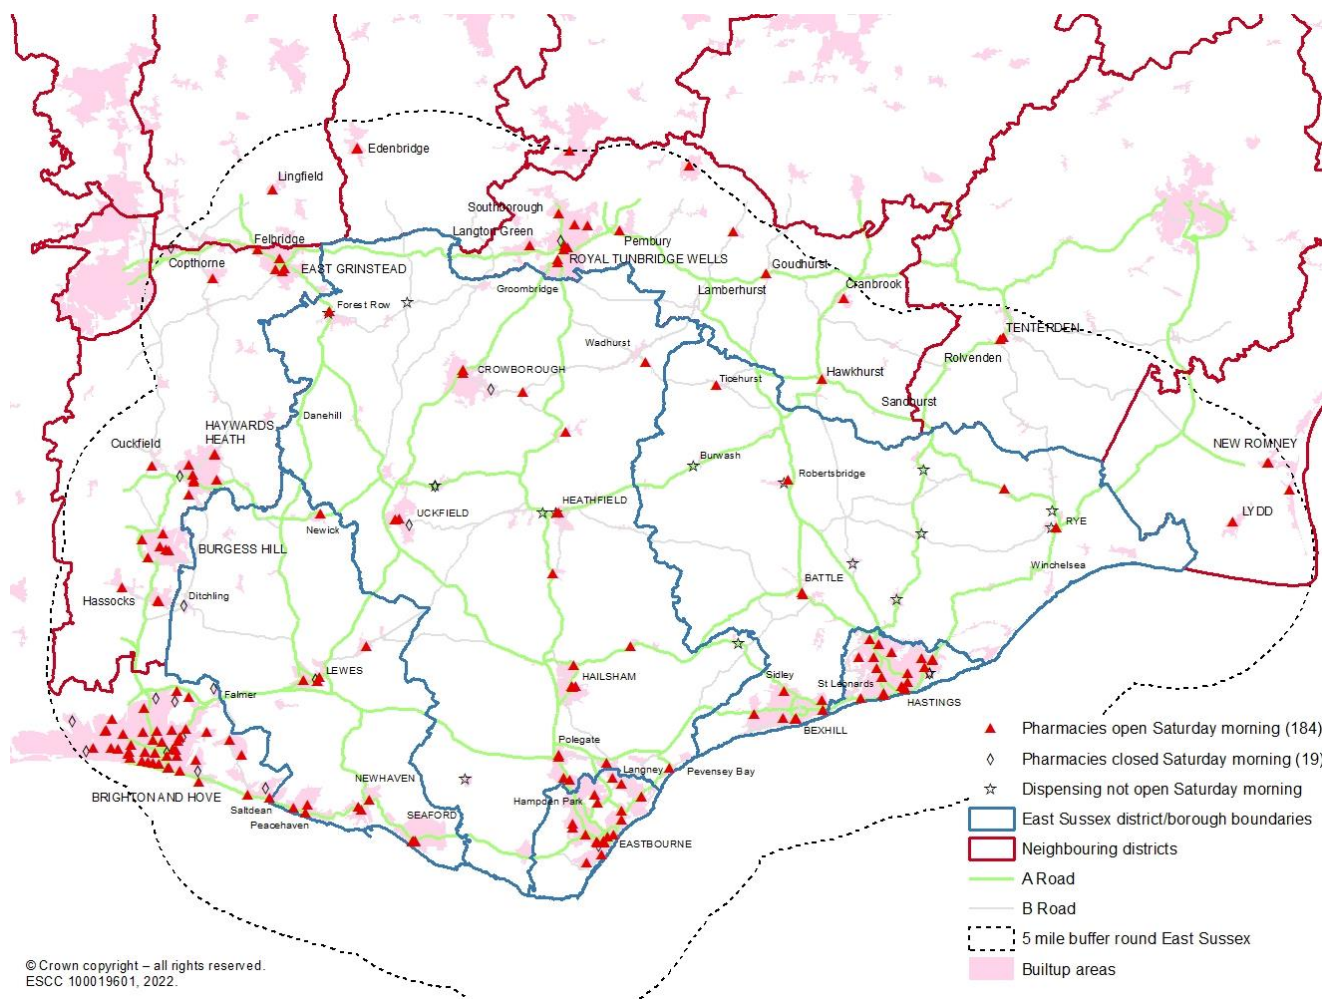 Edenbridge
Lingfield
Southborough
Langton Green
Felbridge
Pembury
Copthorne
EAST GRINSTEAD
ROYAL TUNBRIDGE WELLS
Goudhurst
Groombridge
Lamberhurst
Cranbrook
Forest Row
TENTERDEN
Wadhurst
Rolvenden
CROWBOROUGH
Ticehurst
Hawkhurst
Sandhurst
Danehill
HAYWARDS
HEATH
Cuckfield
NEW ROMNEY
Burwash
Robertsbridge
HEATHFIELD
UCKFIELD
LYDD
RYE
Newick
BURGESS HILL
Winchelsea
BATTLE
Ditchling
Hassocks
LEWES
HAILSHAM
Sidley
St Leonards
Falmer
HASTINGS
BEXHILL
Polegate
Langney
Pevensey Bay
NEWHAVEN
BRIGHTON AND HOVE
Hampden Park
Saltdean
SEAFORD
Peacehaven
EASTBOURNE
Pharmacies open Saturday morning (184)
Pharmacies closed Saturday morning (19)
Dispensing not open Saturday morning
East Sussex district/borough boundaries
Neighbouring districts
A Road
B Road
5 mile buffer round East Sussex
Builtup areas
© Crown copyright – all rights reserved.
ESCC 100019601, 2022.